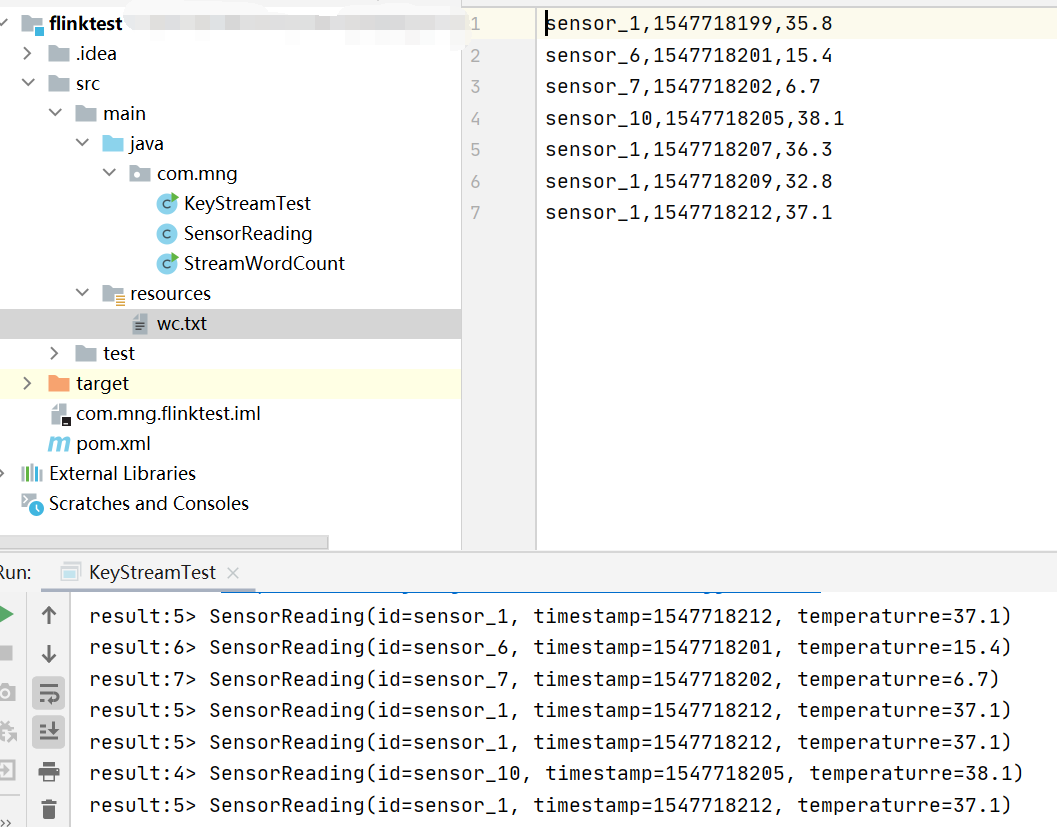 flinktest
.idea
src
main
java
com.mng
KeyStreamTest
SensorReading
StreamWordCount
resources
wc.txt
test
target
com.mng.flinktest.iml
pom.xml
External Libraries
Scratches and Consoles
1 sensor_1,1547718199,35.8
2 sensor_6,1547718201,15.4
3 sensor_7,1547718202,6.7
4 sensor_10,1547718205,38.1
5 sensor_1,1547718207,36.3
6 sensor_1,1547718209,32.8
7 sensor_1,1547718212,37.1
Run: KeyStreamTest
result:5> SensorReading(id=sensor_1, timestamp=1547718212, temperaturre=37.1)
result:6> SensorReading(id=sensor_6, timestamp=1547718201, temperaturre=15.4)
result:7> SensorReading(id=sensor_7, timestamp=1547718202, temperaturre=6.7)
result:5> SensorReading(id=sensor_1, timestamp=1547718212, temperaturre=37.1)
result:5> SensorReading(id=sensor_1, timestamp=1547718212, temperaturre=37.1)
result:4> SensorReading(id=sensor_10, timestamp=1547718205, temperaturre=38.1)
result:5> SensorReading(id=sensor_1, timestamp=1547718212, temperaturre=37.1)